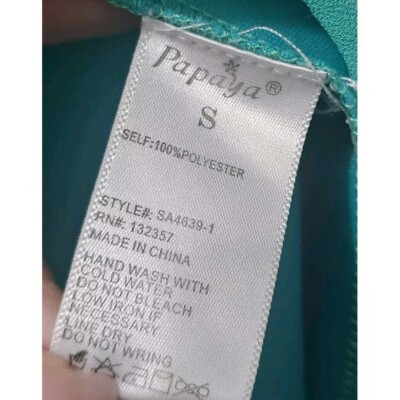 Papaya®
S
SELF:100%POLYESTER
STYLE#: SA4639-1
RN#: 132357
MADE IN CHINA
HAND WASH WITH
COLD WATER
DO NOT BLEACH
LOW IRON IF
NECESSARY
LINE DRY
DO NOT WRING